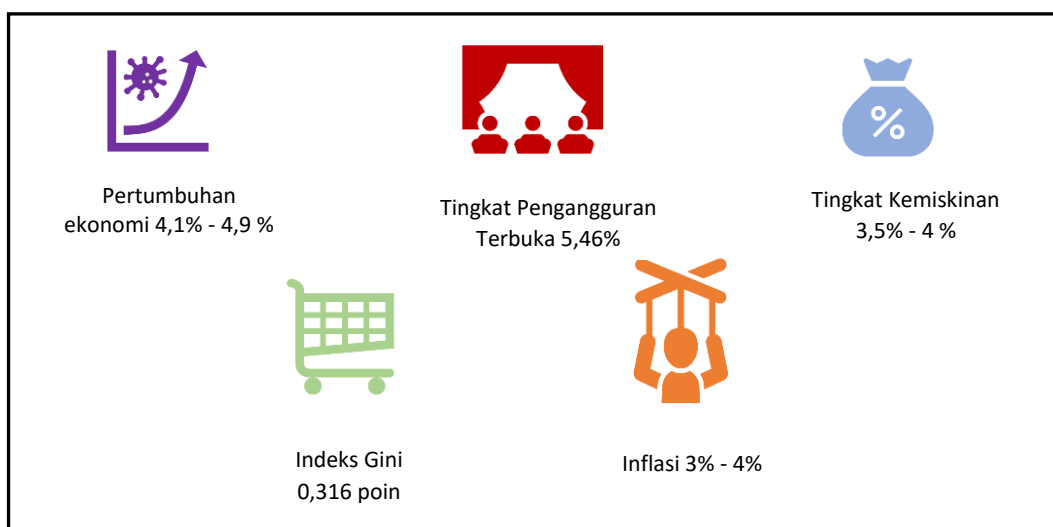 %
Pertumbuhan
ekonomi 4,1% - 4,9 %
Tingkat Pengangguran
Terbuka 5,46%
Tingkat Kemiskinan
3,5% - 4 %
Indeks Gini
0,316 poin
Inflasi 3% - 4%